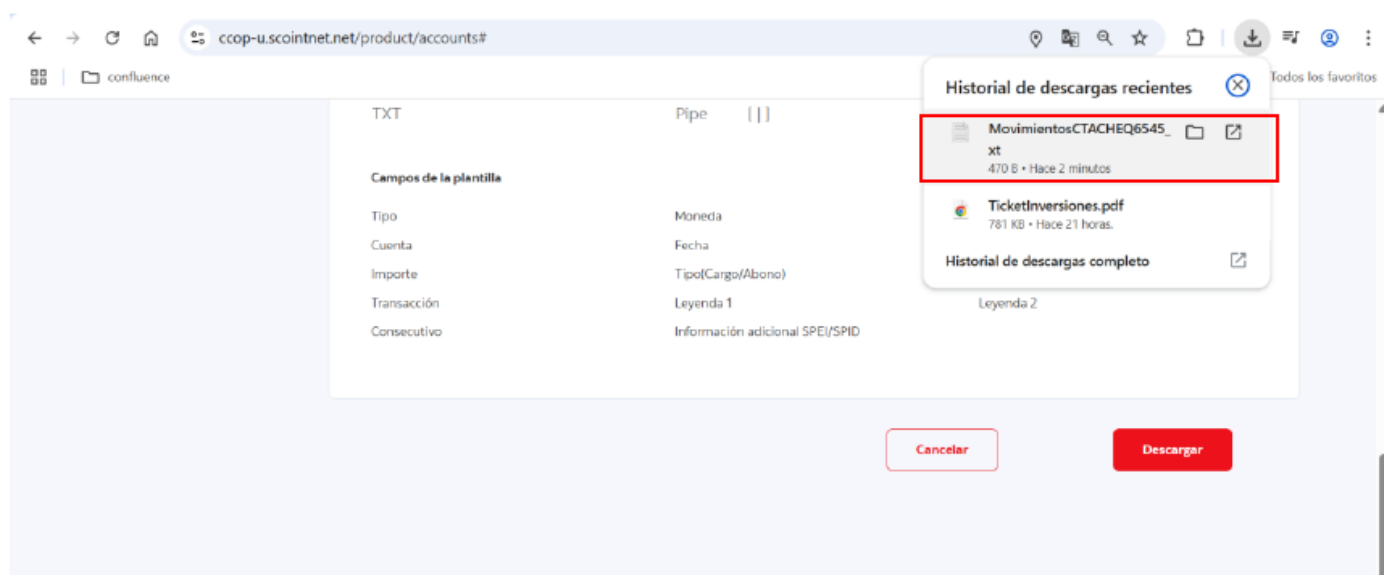 ccop-u.scointnet.net/product/accounts#
confluence
Todos los favoritos
Historial de descargas recientes
MovimientosCTACHEQ6545_
xt
470 B • Hace 2 minutos
TicketInversiones.pdf
781 KB • Hace 21 horas.
Historial de descargas completo
TXT Pipe [|]
Campos de la plantilla
Tipo Moneda
Cuenta Fecha
Importe Tipo(Cargo/Abono)
Transacción Leyenda 1 Leyenda 2
Consecutivo Información adicional SPEI/SPID
Cancelar Descargar